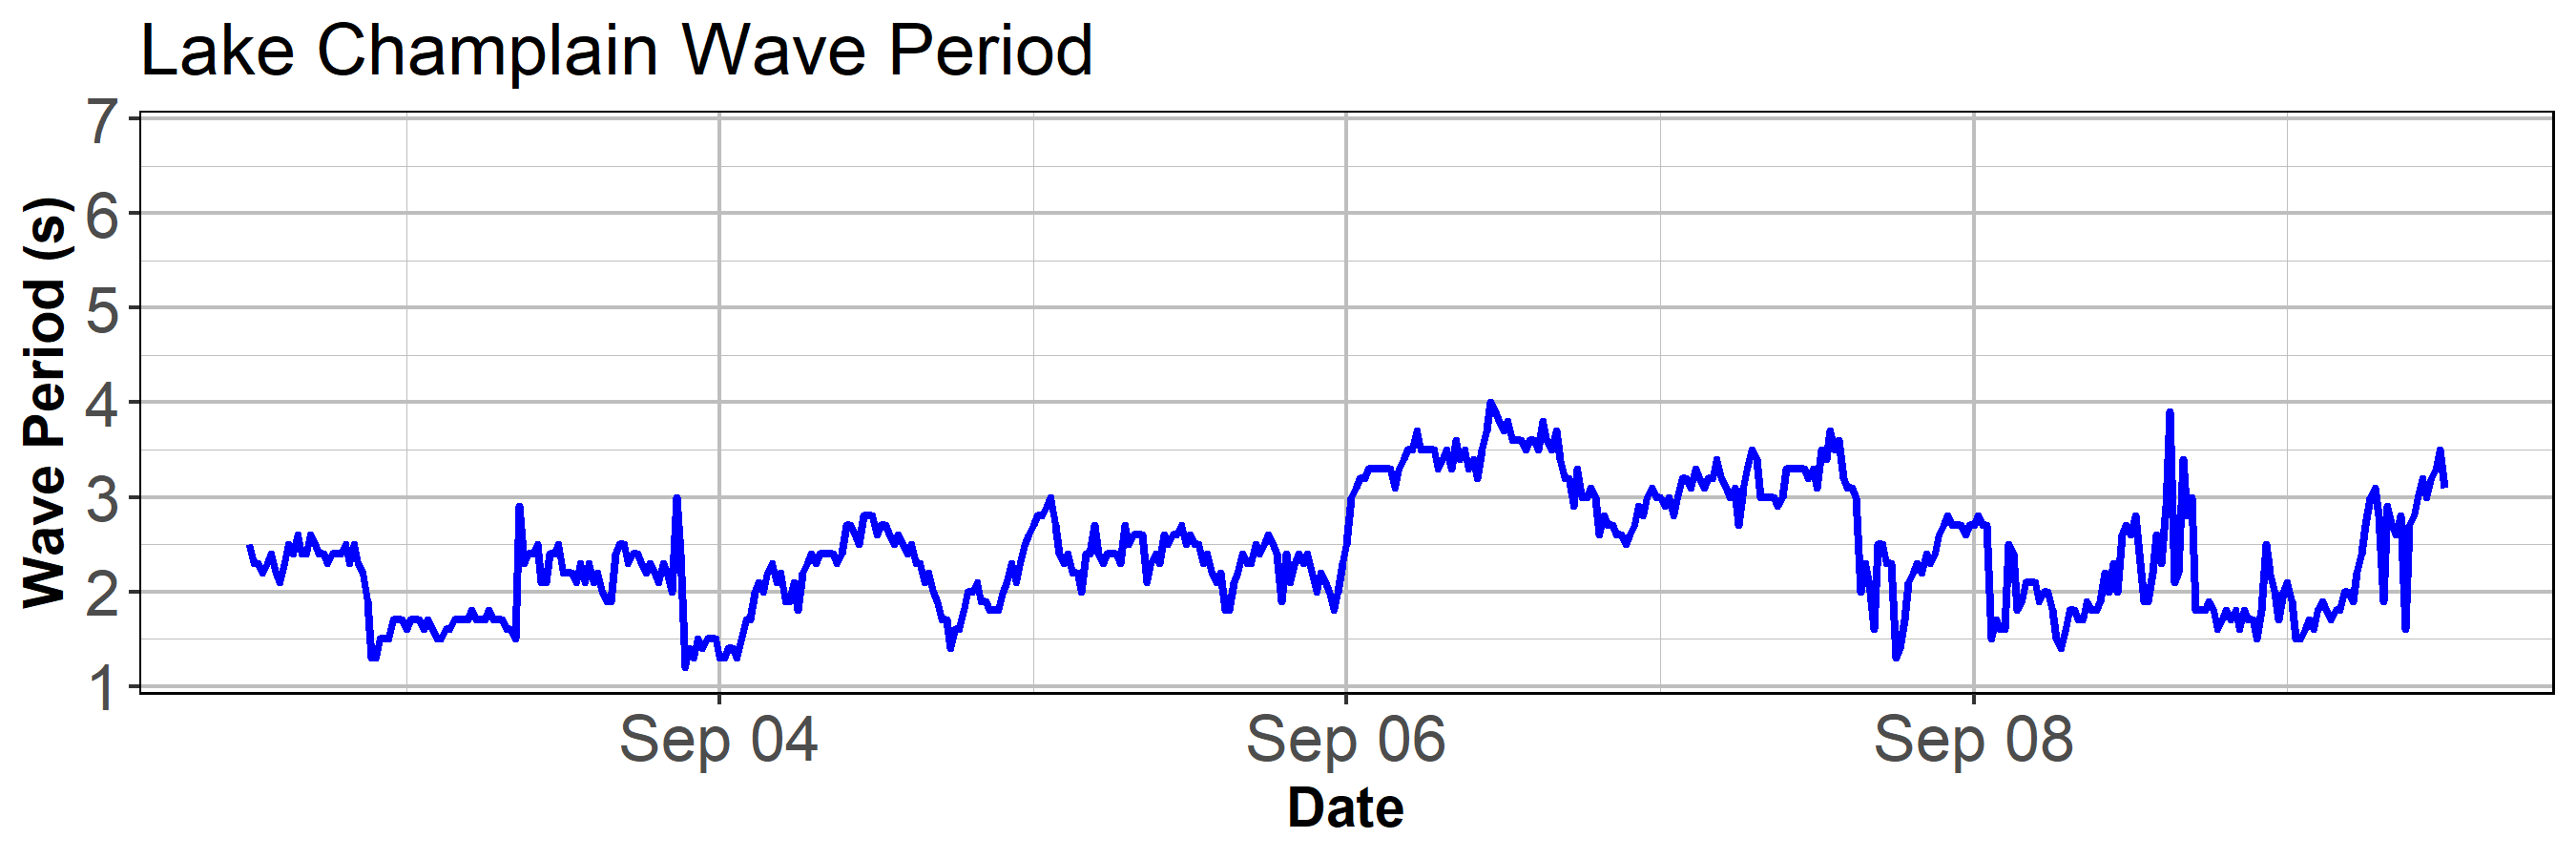 Lake Champlain Wave Period
Wave Period (s)
7
6
5
4
3
2
1
Sep 04
Sep 06
Sep 08
Date